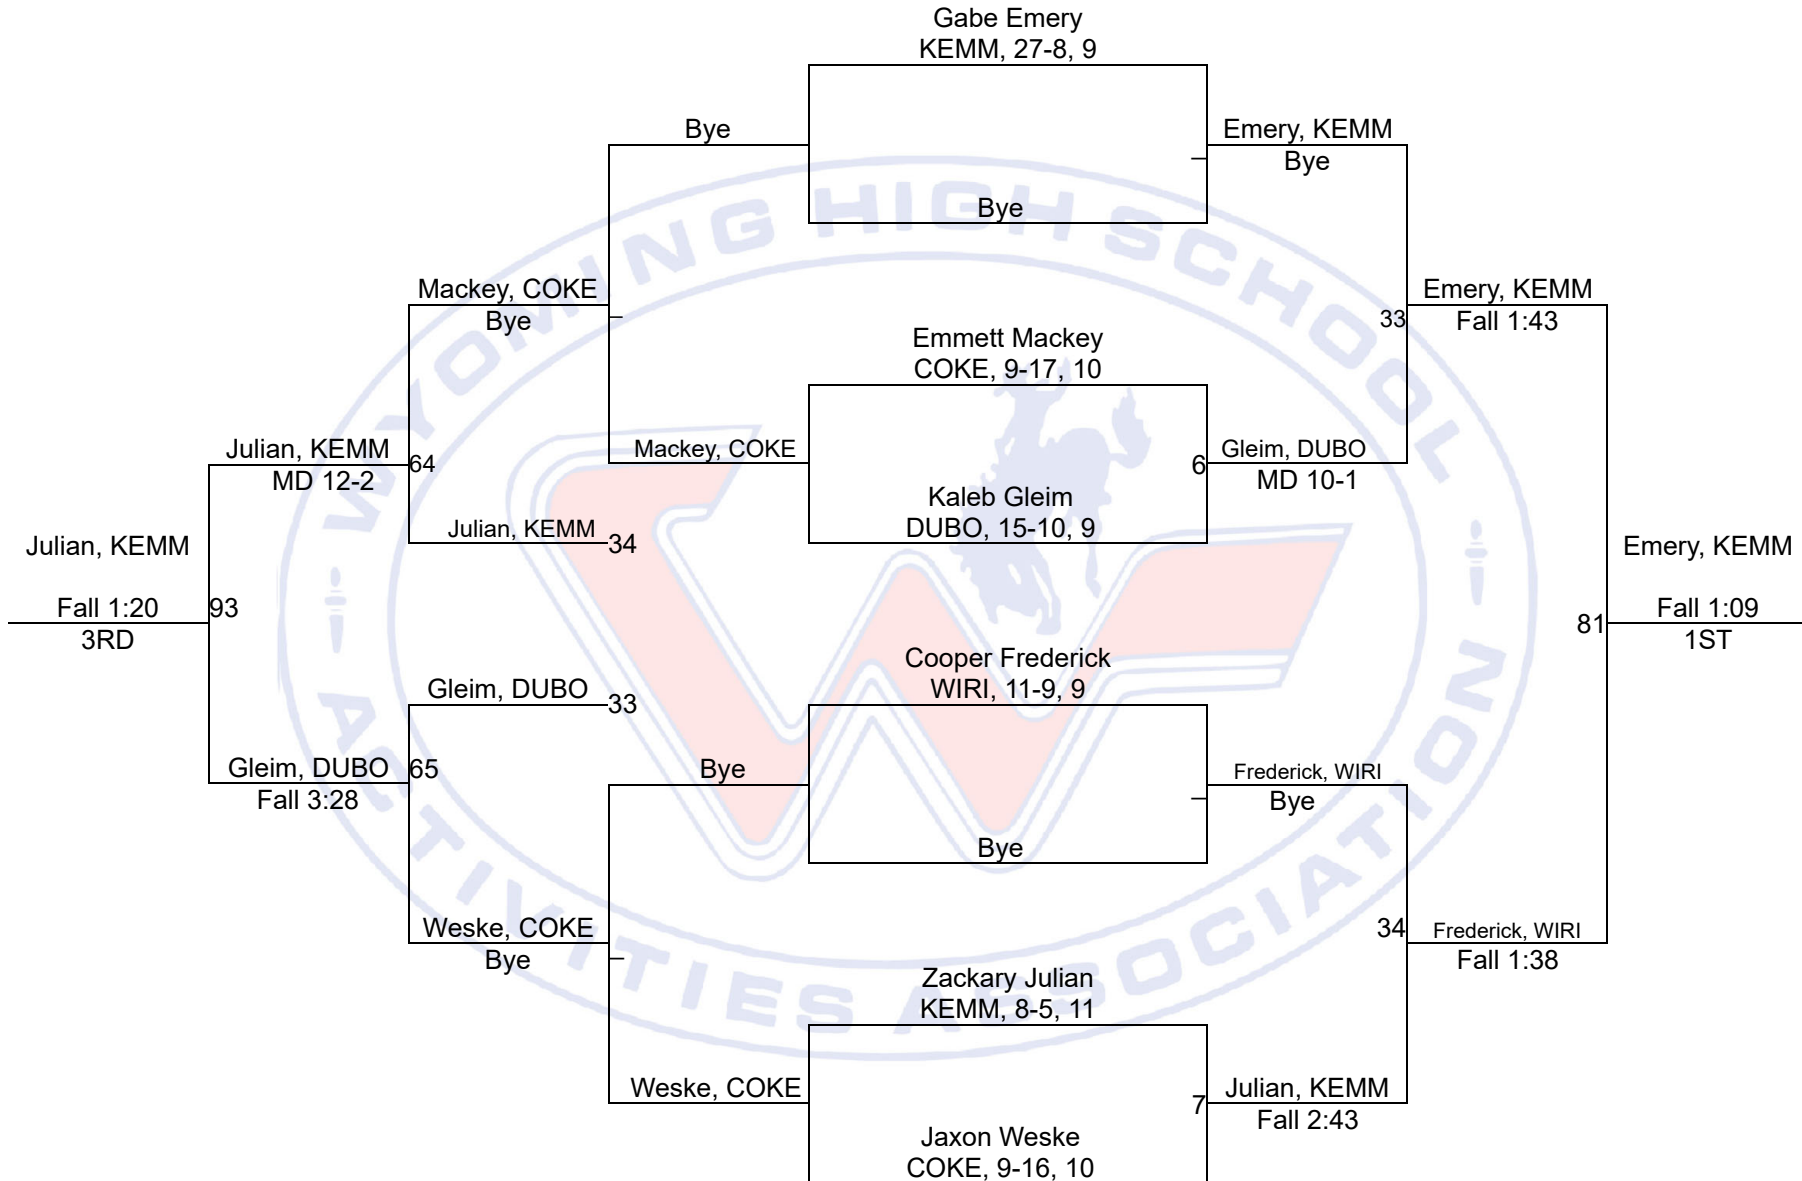 Gabe Emery
KEMM, 27-8, 9
Bye
Emery, KEMM
Bye
Bye
Mackey, COKE
Bye
Emery, KEMM
33
Fall 1:43
Emmett Mackey
COKE, 9-17, 10
Julian, KEMM
64
MD 12-2
Mackey, COKE
6
Gleim, DUBO
MD 10-1
Kaleb Gleim
DUBO, 15-10, 9
Julian, KEMM
34
Julian, KEMM
Fall 1:20
93
3RD
Emery, KEMM
81
Fall 1:09
1ST
Cooper Frederick
WIRI, 11-9, 9
Gleim, DUBO
33
Gleim, DUBO
65
Fall 3:28
Bye
Frederick, WIRI
Bye
Bye
Weske, COKE
Bye
34
Frederick, WIRI
Fall 1:38
Zackary Julian
KEMM, 8-5, 11
Weske, COKE
7
Julian, KEMM
Fall 2:43
Jaxon Weske
COKE, 9-16, 10
WYOMING HIGH SCHOOL
ACTIVITIES ASSOCIATION